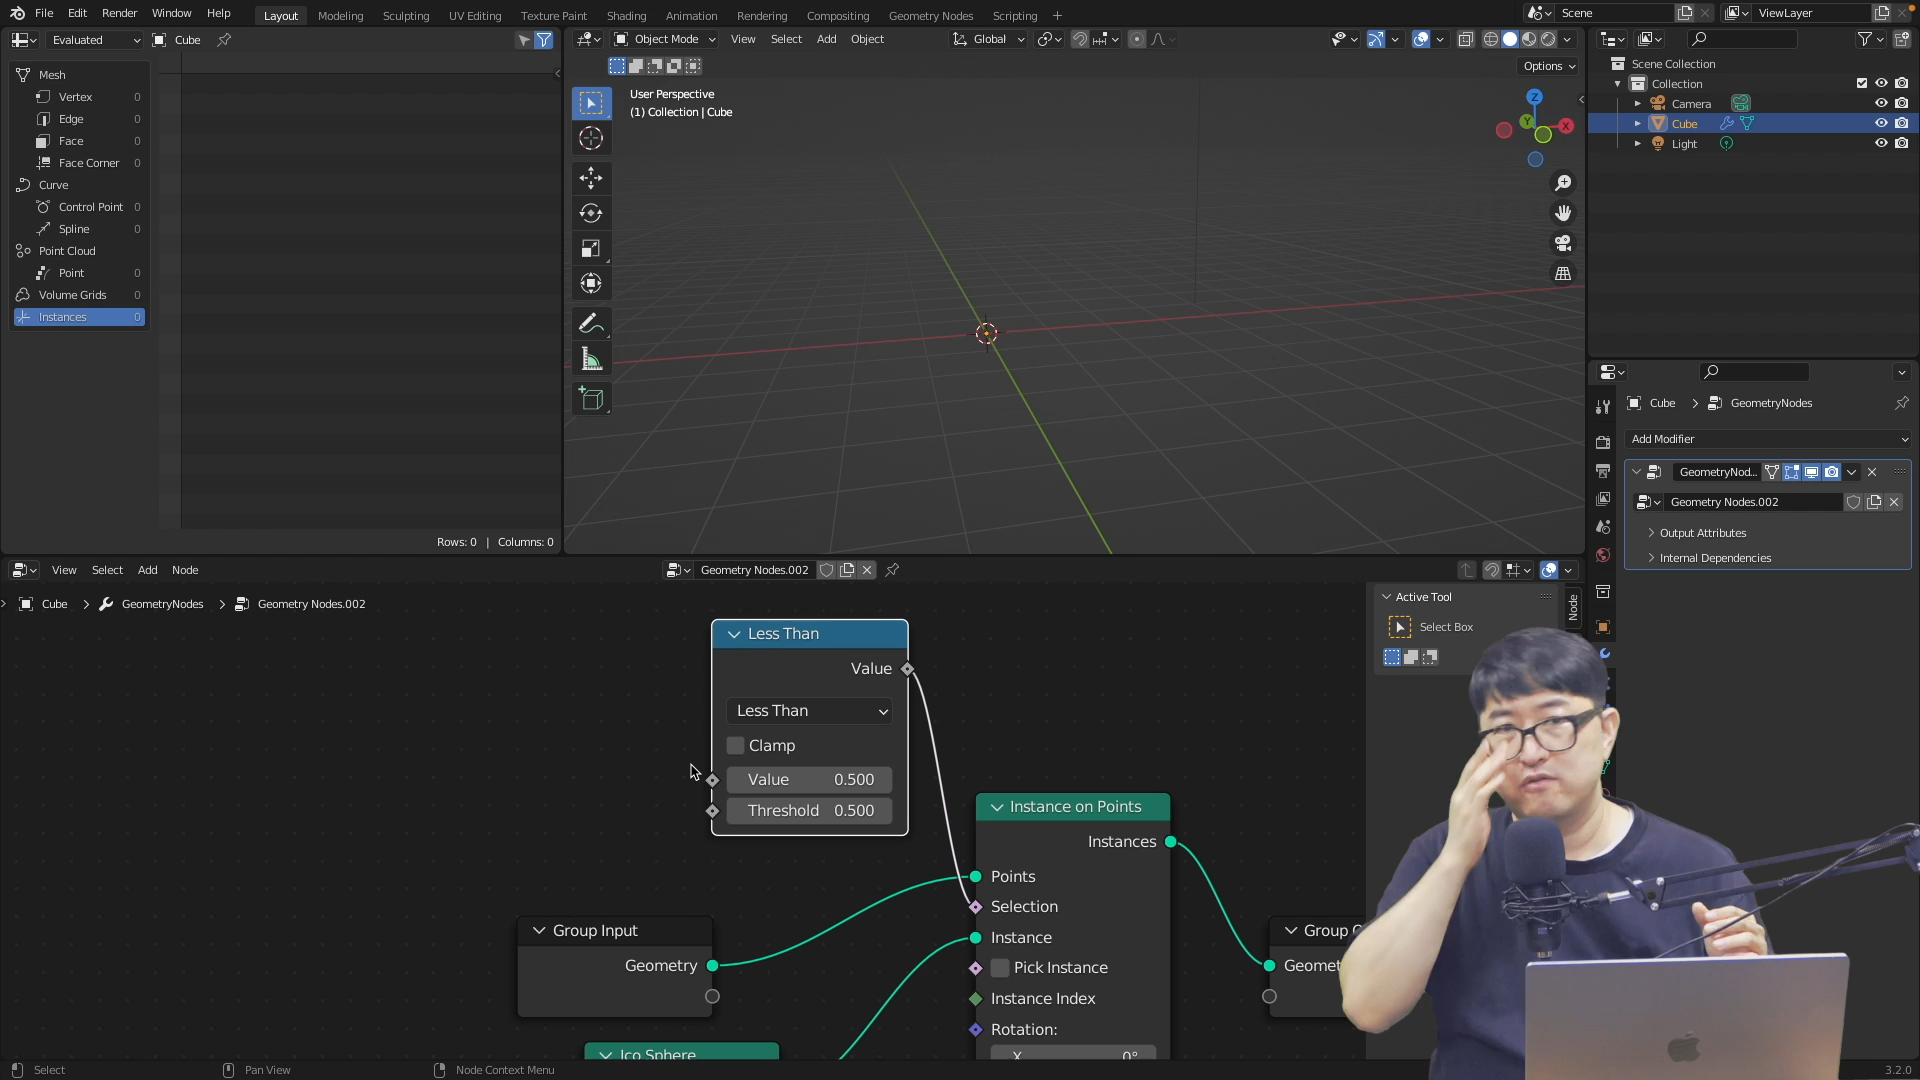 File Edit Render Window Help
Layout Modeling Sculpting UV Editing Texture Paint Shading Animation Rendering Compositing Geometry Nodes Scripting +
Scene
ViewLayer
Evaluated
Cube
Mesh
Vertex 0
Edge 0
Face 0
Face Corner 0
Curve
Control Point 0
Spline 0
Point Cloud
Point 0
Volume Grids 0
Instances 0
Rows: 0 | Columns: 0
Object Mode View Select Add Object
Global
Options
User Perspective
(1) Collection | Cube
Z
Y
X
Scene Collection
Collection
Camera
Cube
Light
Cube > GeometryNodes
Add Modifier
GeometryNod...
Geometry Nodes.002
Output Attributes
Internal Dependencies
View Select Add Node
Geometry Nodes.002
Cube > GeometryNodes > Geometry Nodes.002
Active Tool
Select Box
Node
Less Than
Value
Less Than
Clamp
Value 0.500
Threshold 0.500
Instance on Points
Instances
Points
Selection
Instance
Pick Instance
Instance Index
Rotation:
X 0°
Group Input
Geometry
Ico Sphere
Group
Geomet
Select
Pan View
Node Context Menu
3.2.0